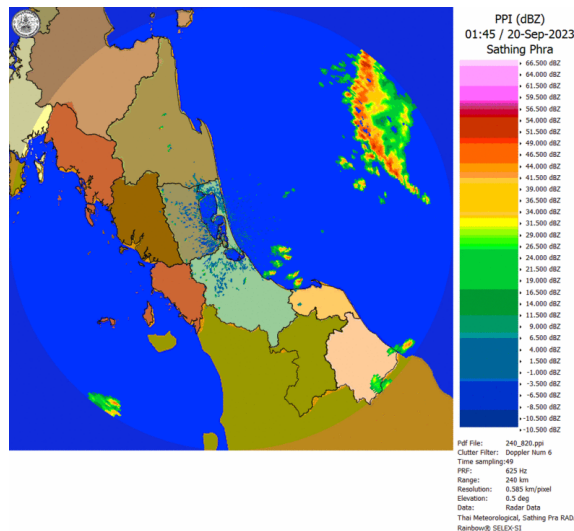 PPI (dBZ)
01:45 / 20-Sep-2023
Sathing Phra
66.500 dBZ
64.000 dBZ
61.500 dBZ
59.500 dBZ
56.500 dBZ
54.000 dBZ
51.500 dBZ
49.000 dBZ
46.500 dBZ
44.000 dBZ
41.500 dBZ
39.000 dBZ
36.500 dBZ
34.000 dBZ
31.500 dBZ
29.000 dBZ
26.500 dBZ
24.000 dBZ
21.500 dBZ
19.000 dBZ
16.500 dBZ
14.000 dBZ
11.500 dBZ
9.000 dBZ
6.500 dBZ
4.000 dBZ
1.500 dBZ
-1.000 dBZ
-3.500 dBZ
-6.000 dBZ
-8.500 dBZ
-10.500 dBZ
-10.500 dBZ
Pdf File: 240_820.ppi
Clutter Filter: Doppler Num 6
Time sampling:49
PRF: 625 Hz
Range: 240 km
Resolution: 0.585 km/pixel
Elevation: 0.5 deg
Data: Radar Data
Thai Meteorological, Sathing Pra RAD
Rainbow® SELEX-SI